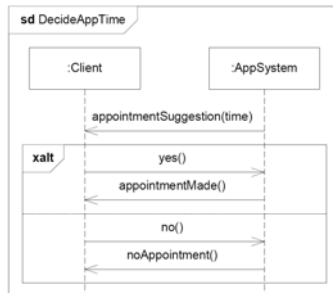 sd DecideAppTime
:Client
:AppSystem
appointmentSuggestion(time)
xalt
yes()
appointmentMade()
no()
noAppointment()